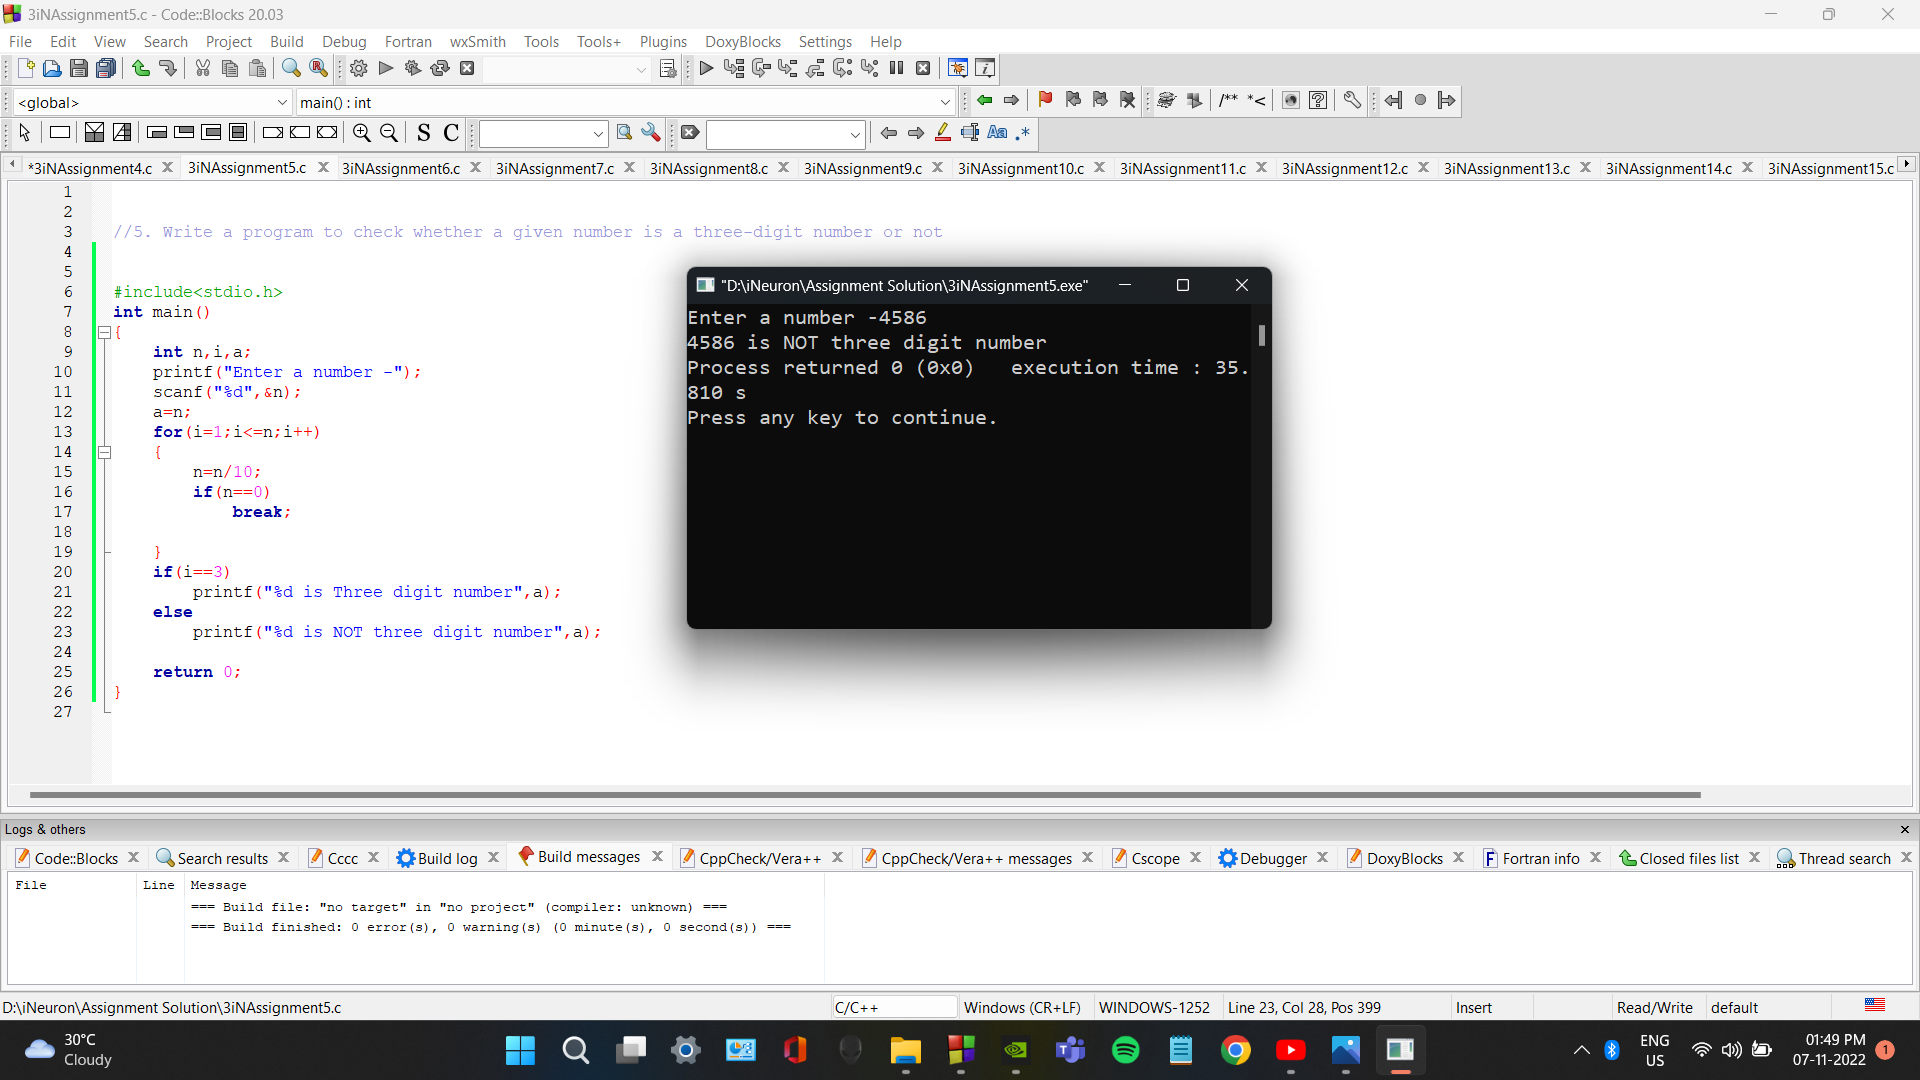 3iNAssignment5.c - Code::Blocks 20.03
File Edit View Search Project Build Debug Fortran wxSmith Tools Tools+ Plugins DoxyBlocks Settings Help
<global> main() : int
/** *<
S C Aa .*
*3iNAssignment4.c 3iNAssignment5.c 3iNAssignment6.c 3iNAssignment7.c 3iNAssignment8.c 3iNAssignment9.c 3iNAssignment10.c 3iNAssignment11.c 3iNAssignment12.c 3iNAssignment13.c 3iNAssignment14.c 3iNAssignment15.c
1
2
3 //5. Write a program to check whether a given number is a three-digit number or not
4
5
6 #include<stdio.h>
7 int main()
8 {
9 int n,i,a;
10 printf("Enter a number -");
11 scanf("%d",&n);
12 a=n;
13 for(i=1;i<=n;i++)
14 {
15 n=n/10;
16 if(n==0)
17 break;
18
19 }
20 if(i==3)
21 printf("%d is Three digit number",a);
22 else
23 printf("%d is NOT three digit number",a);
24
25 return 0;
26 }
27
"D:\iNeuron\Assignment Solution\3iNAssignment5.exe"
Enter a number -4586
4586 is NOT three digit number
Process returned 0 (0x0)   execution time : 35.
810 s
Press any key to continue.
Logs & others
Code::Blocks Search results Cccc Build log Build messages CppCheck/Vera++ CppCheck/Vera++ messages Cscope Debugger DoxyBlocks Fortran info Closed files list Thread search
File Line Message
=== Build file: "no target" in "no project" (compiler: unknown) ===
=== Build finished: 0 error(s), 0 warning(s) (0 minute(s), 0 second(s)) ===
D:\iNeuron\Assignment Solution\3iNAssignment5.c C/C++ Windows (CR+LF) WINDOWS-1252 Line 23, Col 28, Pos 399 Insert Read/Write default
30°C
Cloudy
ENG
US
01:49 PM
07-11-2022
1